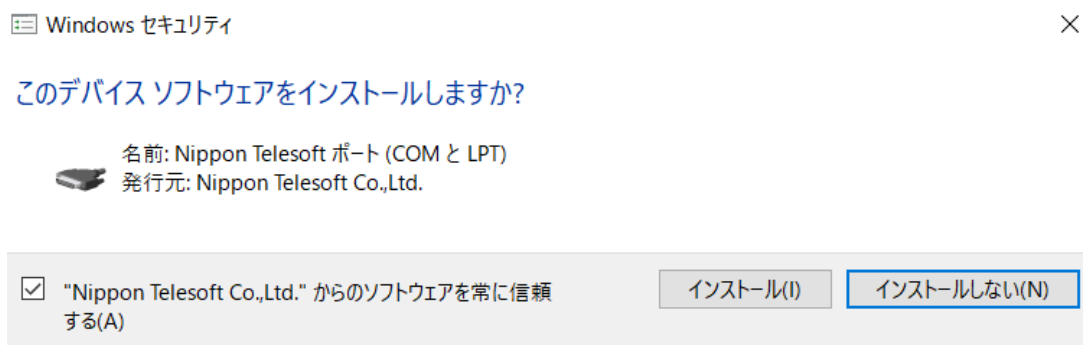 Windows セキュリティ
このデバイス ソフトウェアをインストールしますか?
名前: Nippon Telesoft ポート (COM と LPT)
発行元: Nippon Telesoft Co.,Ltd.
"Nippon Telesoft Co.,Ltd." からのソフトウェアを常に信頼
する(A)
インストール(I)
インストールしない(N)